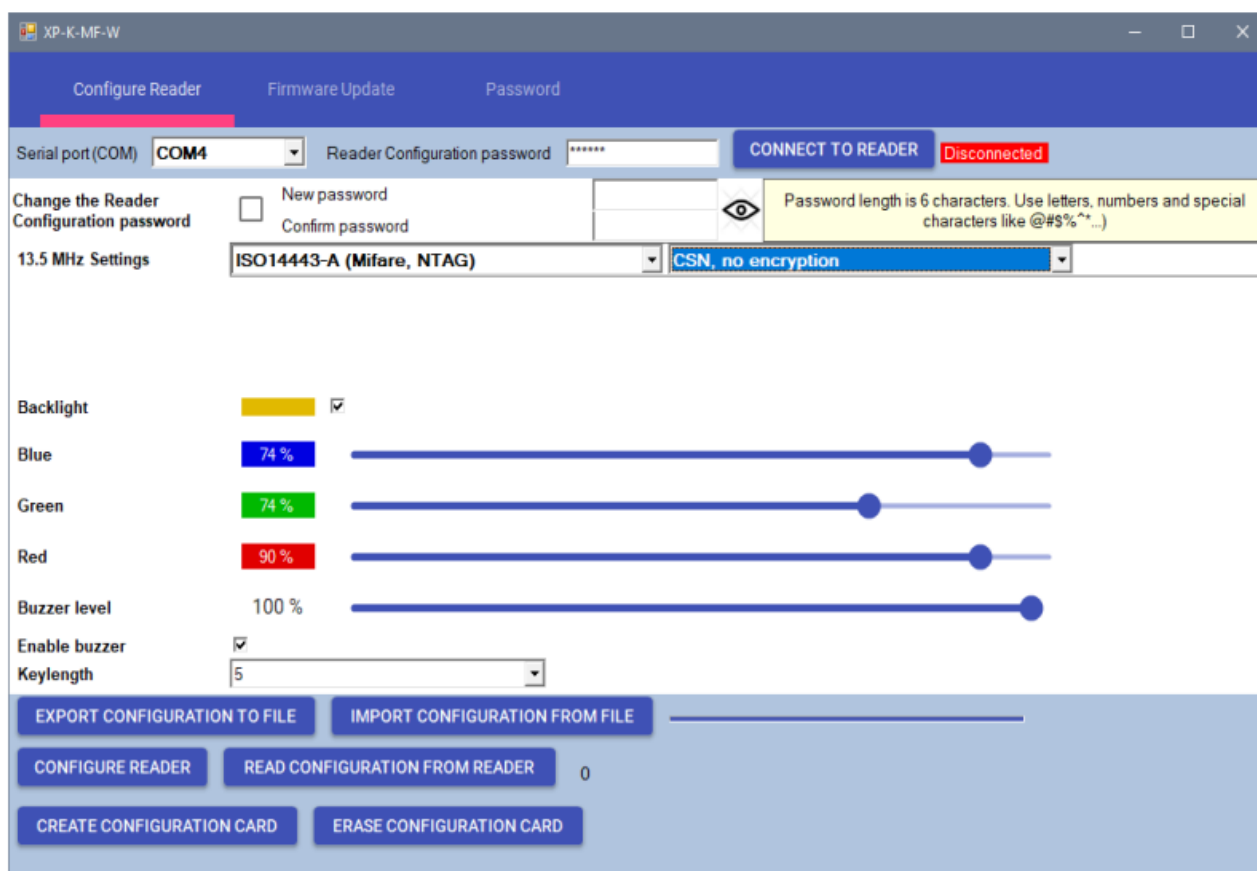 XP-K-MF-W
Configure Reader Firmware Update Password
Serial port (COM) COM4 Reader Configuration password ****** CONNECT TO READER Disconnected
Change the Reader
Configuration password
New password
Confirm password
Password length is 6 characters. Use letters, numbers and special
characters like @#$%^*...)
13.5 MHz Settings ISO14443-A (Mifare, NTAG) CSN, no encryption
Backlight
Blue 74 %
Green 74 %
Red 90 %
Buzzer level 100 %
Enable buzzer
Keylength 5
EXPORT CONFIGURATION TO FILE IMPORT CONFIGURATION FROM FILE
CONFIGURE READER READ CONFIGURATION FROM READER 0
CREATE CONFIGURATION CARD ERASE CONFIGURATION CARD